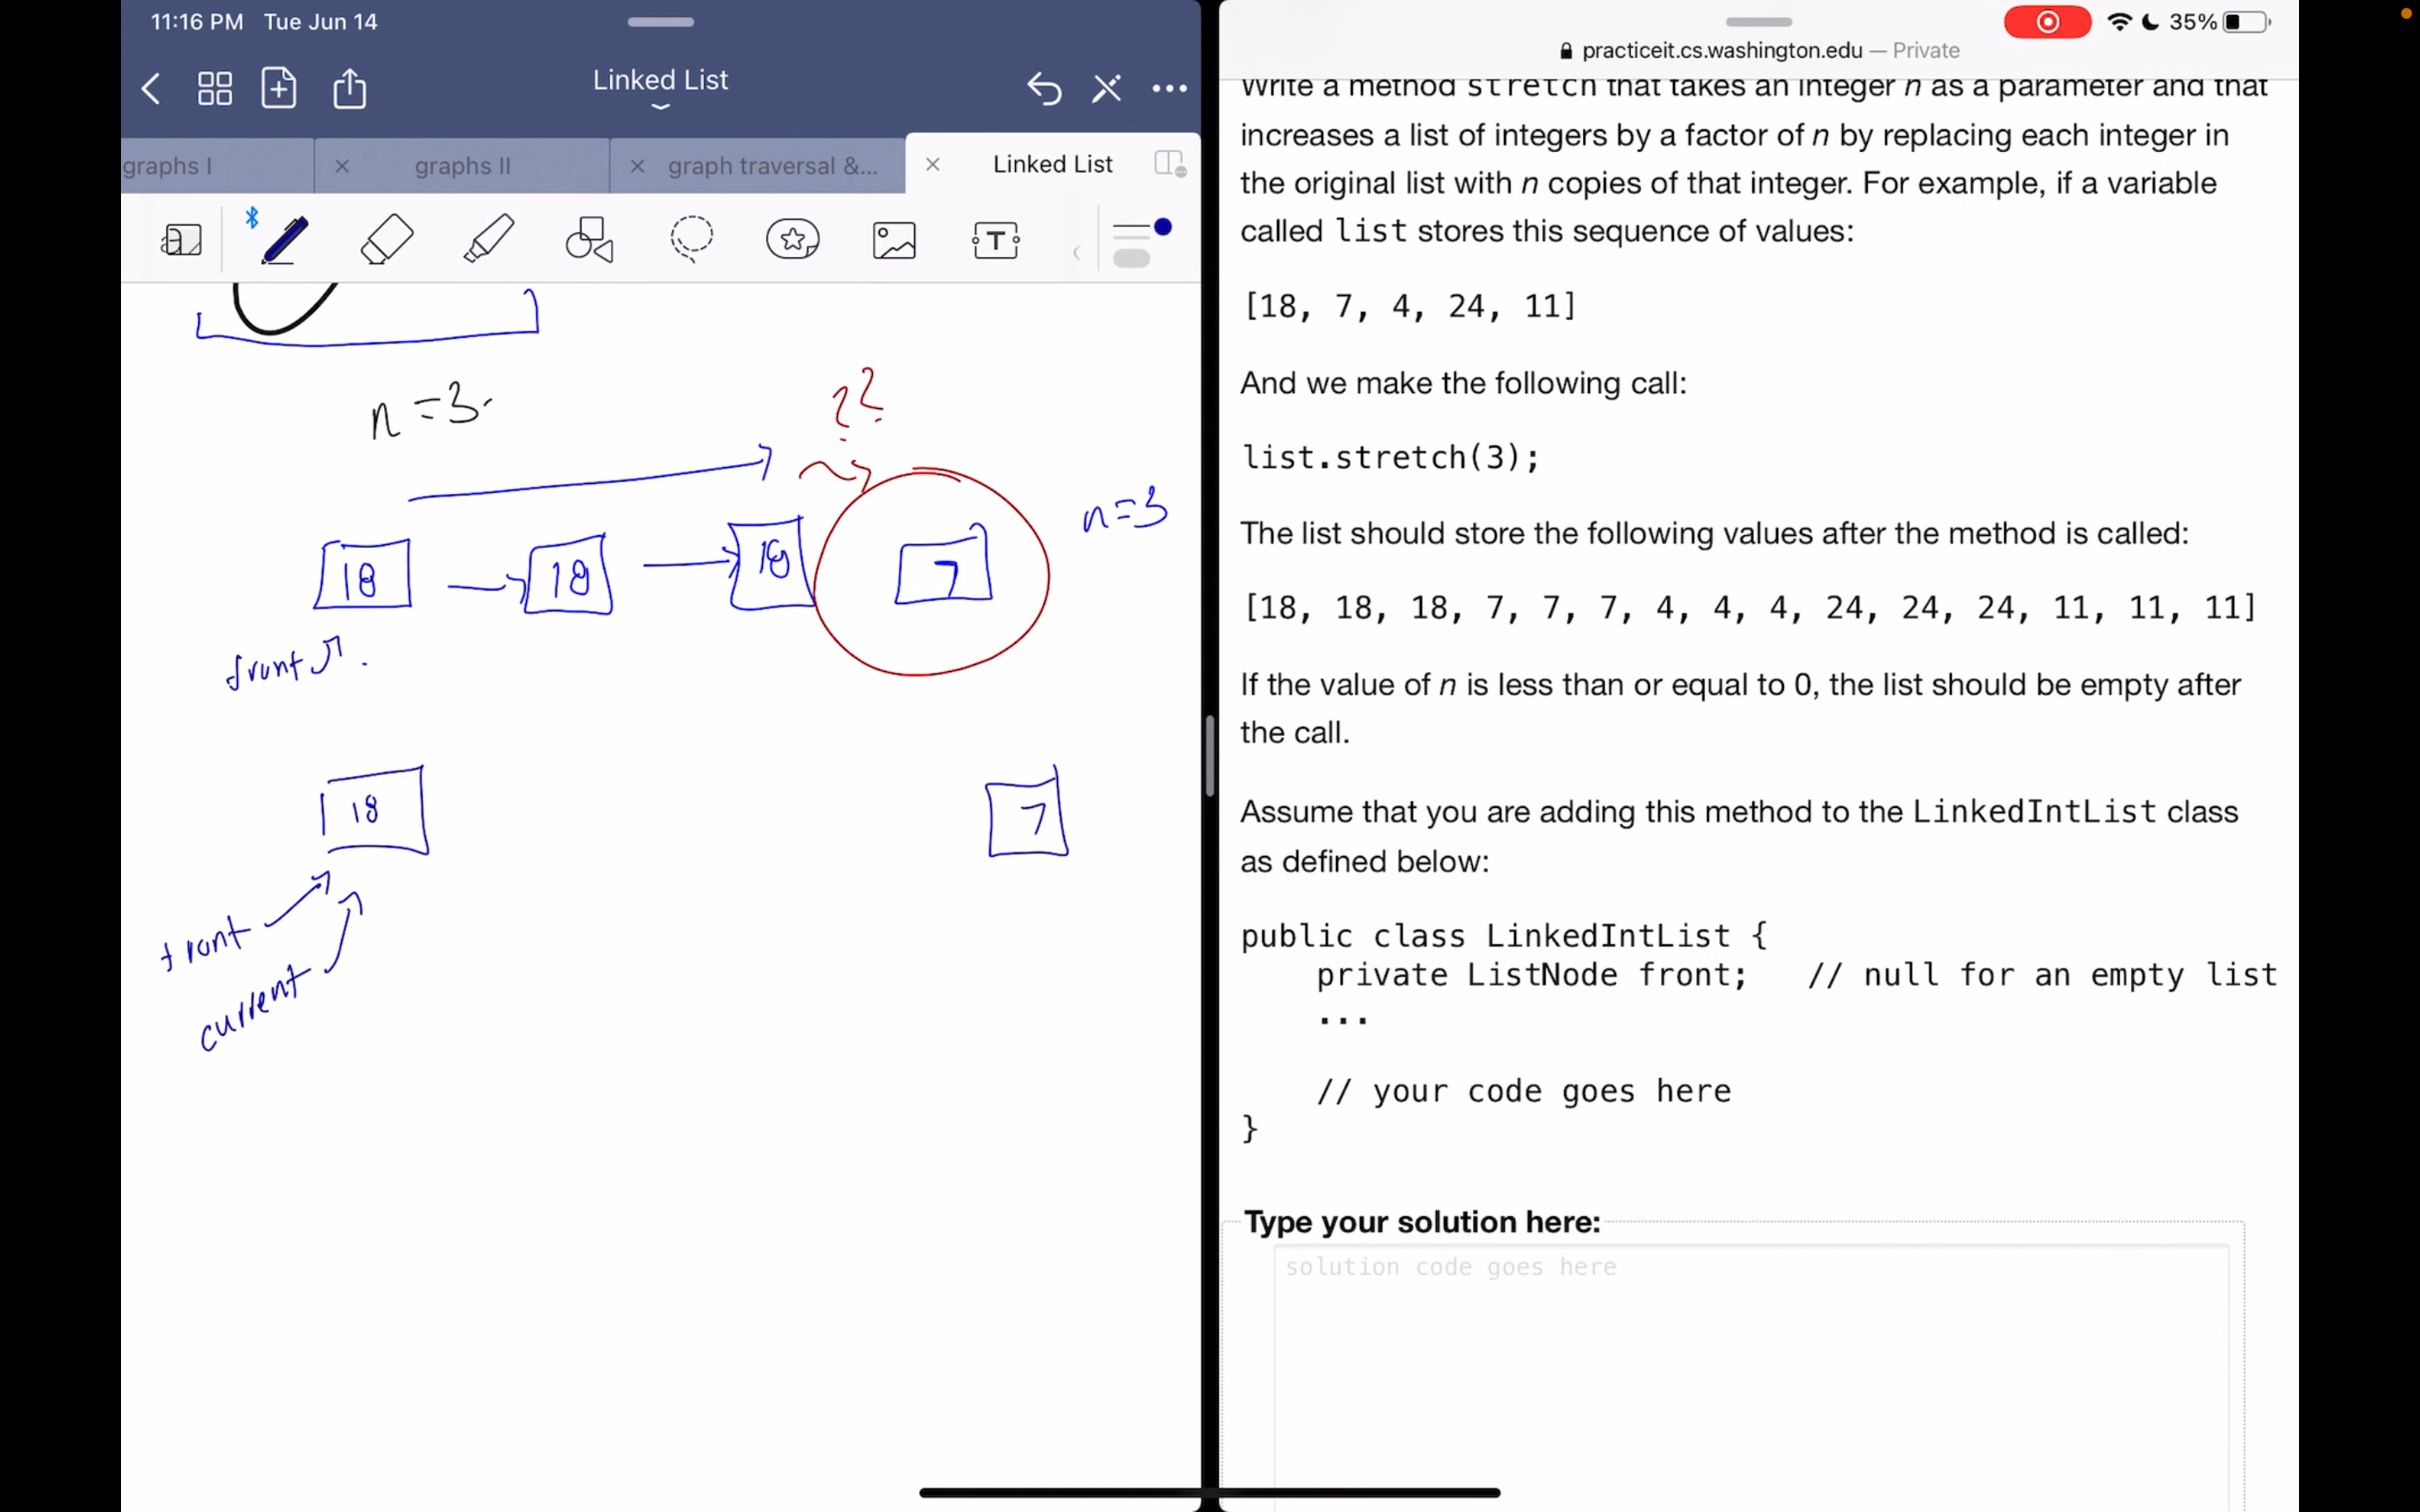 11:16 PM Tue Jun 14
Linked List
graphs I
graphs II
graph traversal &...
Linked List
n=3
??
n=3
18
18
18
7
front
18
7
front
current
35%
practiceit.cs.washington.edu — Private
Write a method stretch that takes an integer n as a parameter and that
increases a list of integers by a factor of n by replacing each integer in
the original list with n copies of that integer. For example, if a variable
called list stores this sequence of values:
[18, 7, 4, 24, 11]
And we make the following call:
list.stretch(3);
The list should store the following values after the method is called:
[18, 18, 18, 7, 7, 7, 4, 4, 4, 24, 24, 24, 11, 11, 11]
If the value of n is less than or equal to 0, the list should be empty after
the call.
Assume that you are adding this method to the LinkedIntList class
as defined below:
public class LinkedIntList {
private ListNode front; // null for an empty list
...
// your code goes here
}
Type your solution here:
solution code goes here